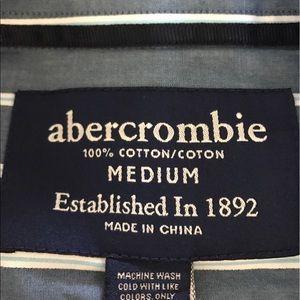 abercrombie
100% COTTON/COTON
MEDIUM
Established In 1892
MADE IN CHINA
MACHINE WASH
COLD WITH LIKE
COLORS. ONLY